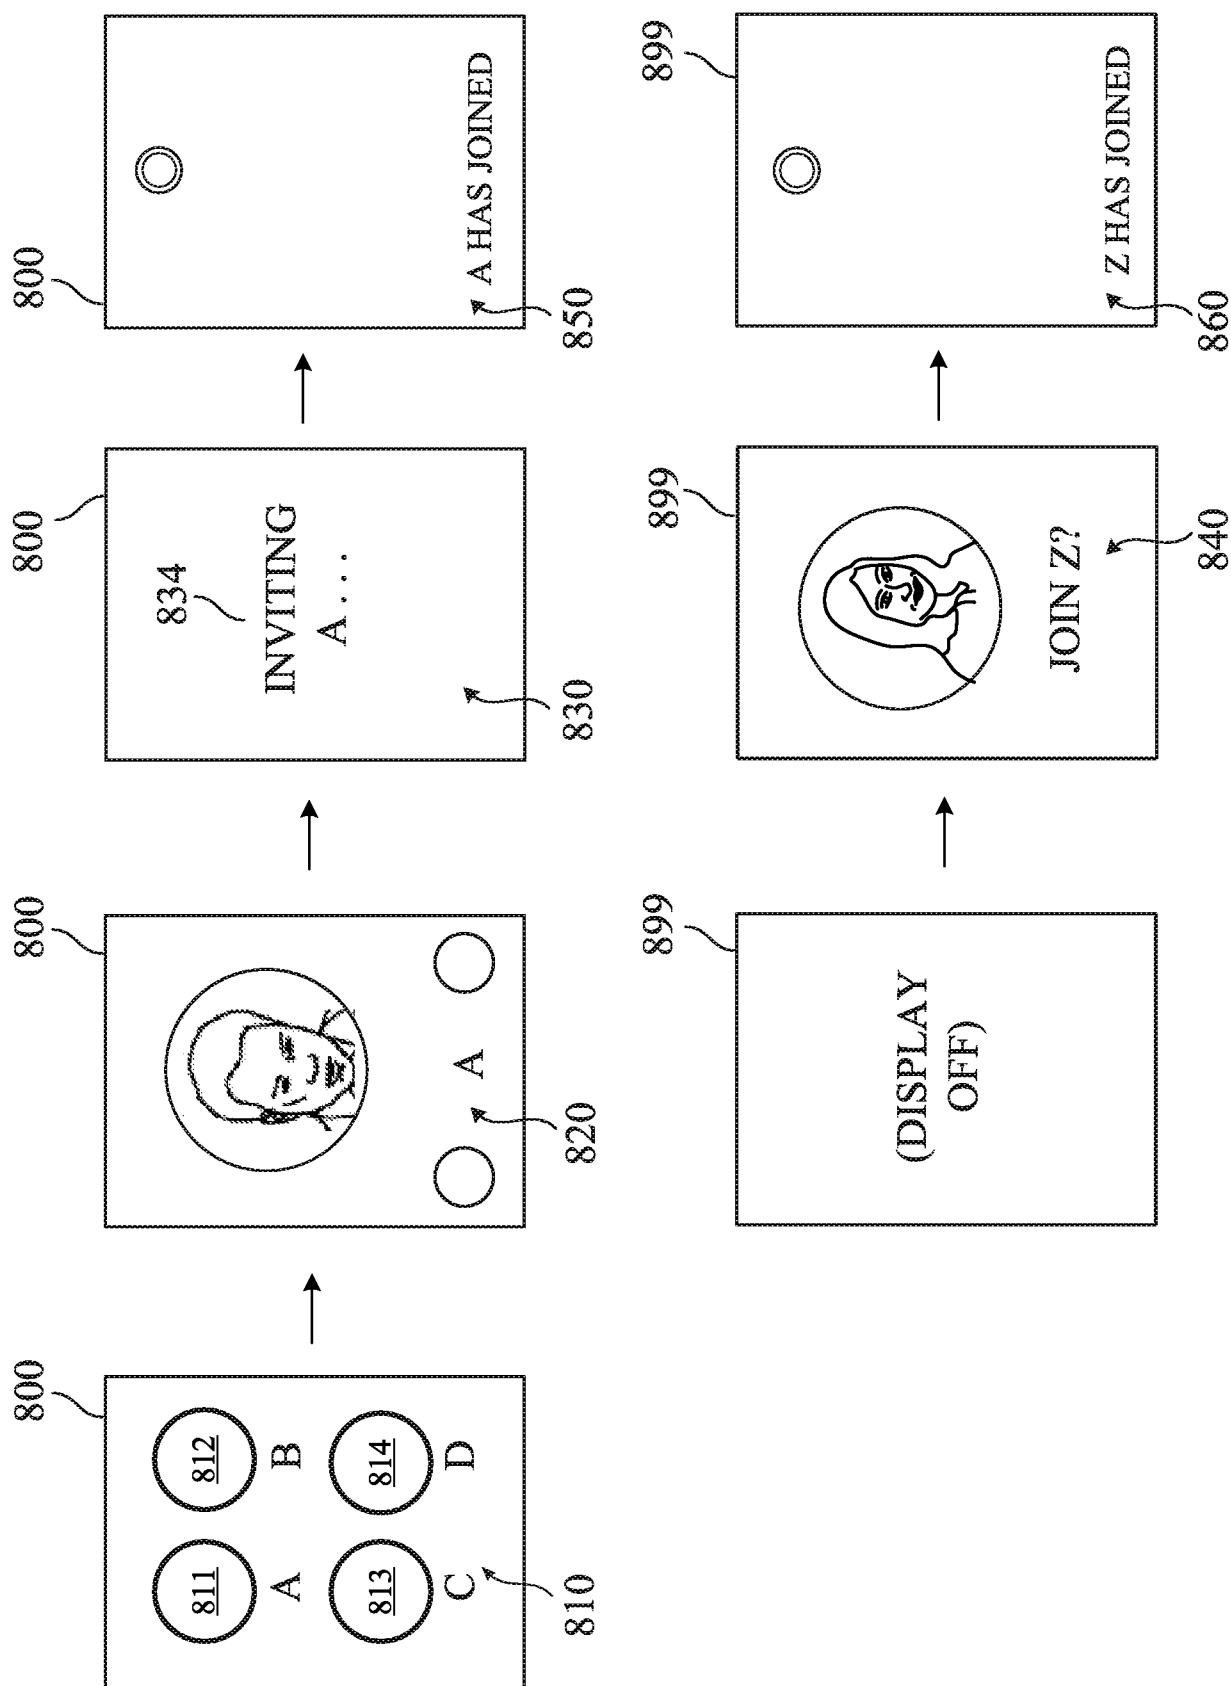 800
811
812
A
B
813
814
C
D
810
800
A
820
800
834
INVITING
A . . .
830
800
A HAS JOINED
850
899
(DISPLAY
OFF)
899
JOIN Z?
840
899
Z HAS JOINED
860